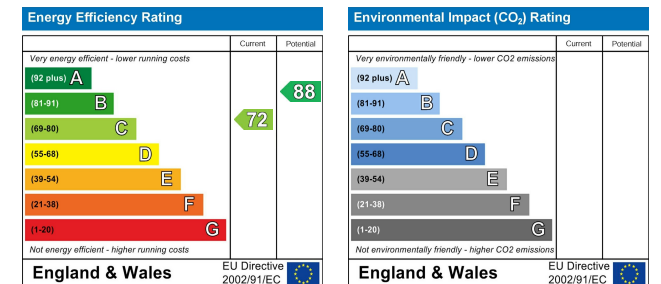 Energy Efficiency Rating
Current Potential
Very energy efficient - lower running costs
(92 plus) A
(81-91) B
(69-80) C
(55-68) D
(39-54) E
(21-38) F
(1-20) G
72
88
Not energy efficient - higher running costs
England & Wales
EU Directive
2002/91/EC
Environmental Impact (CO₂) Rating
Current Potential
Very environmentally friendly - lower CO2 emissions
(92 plus) A
(81-91) B
(69-80) C
(55-68) D
(39-54) E
(21-38) F
(1-20) G
Not environmentally friendly - higher CO2 emissions
England & Wales
EU Directive
2002/91/EC